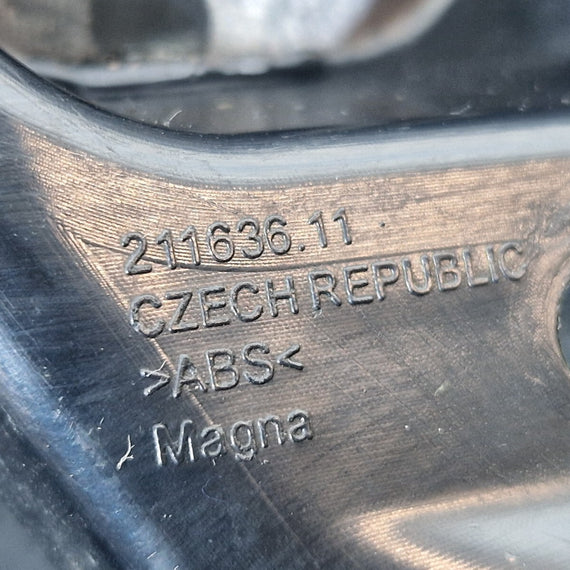 211636.11
CZECH REPUBLIC
>ABS<
Magna